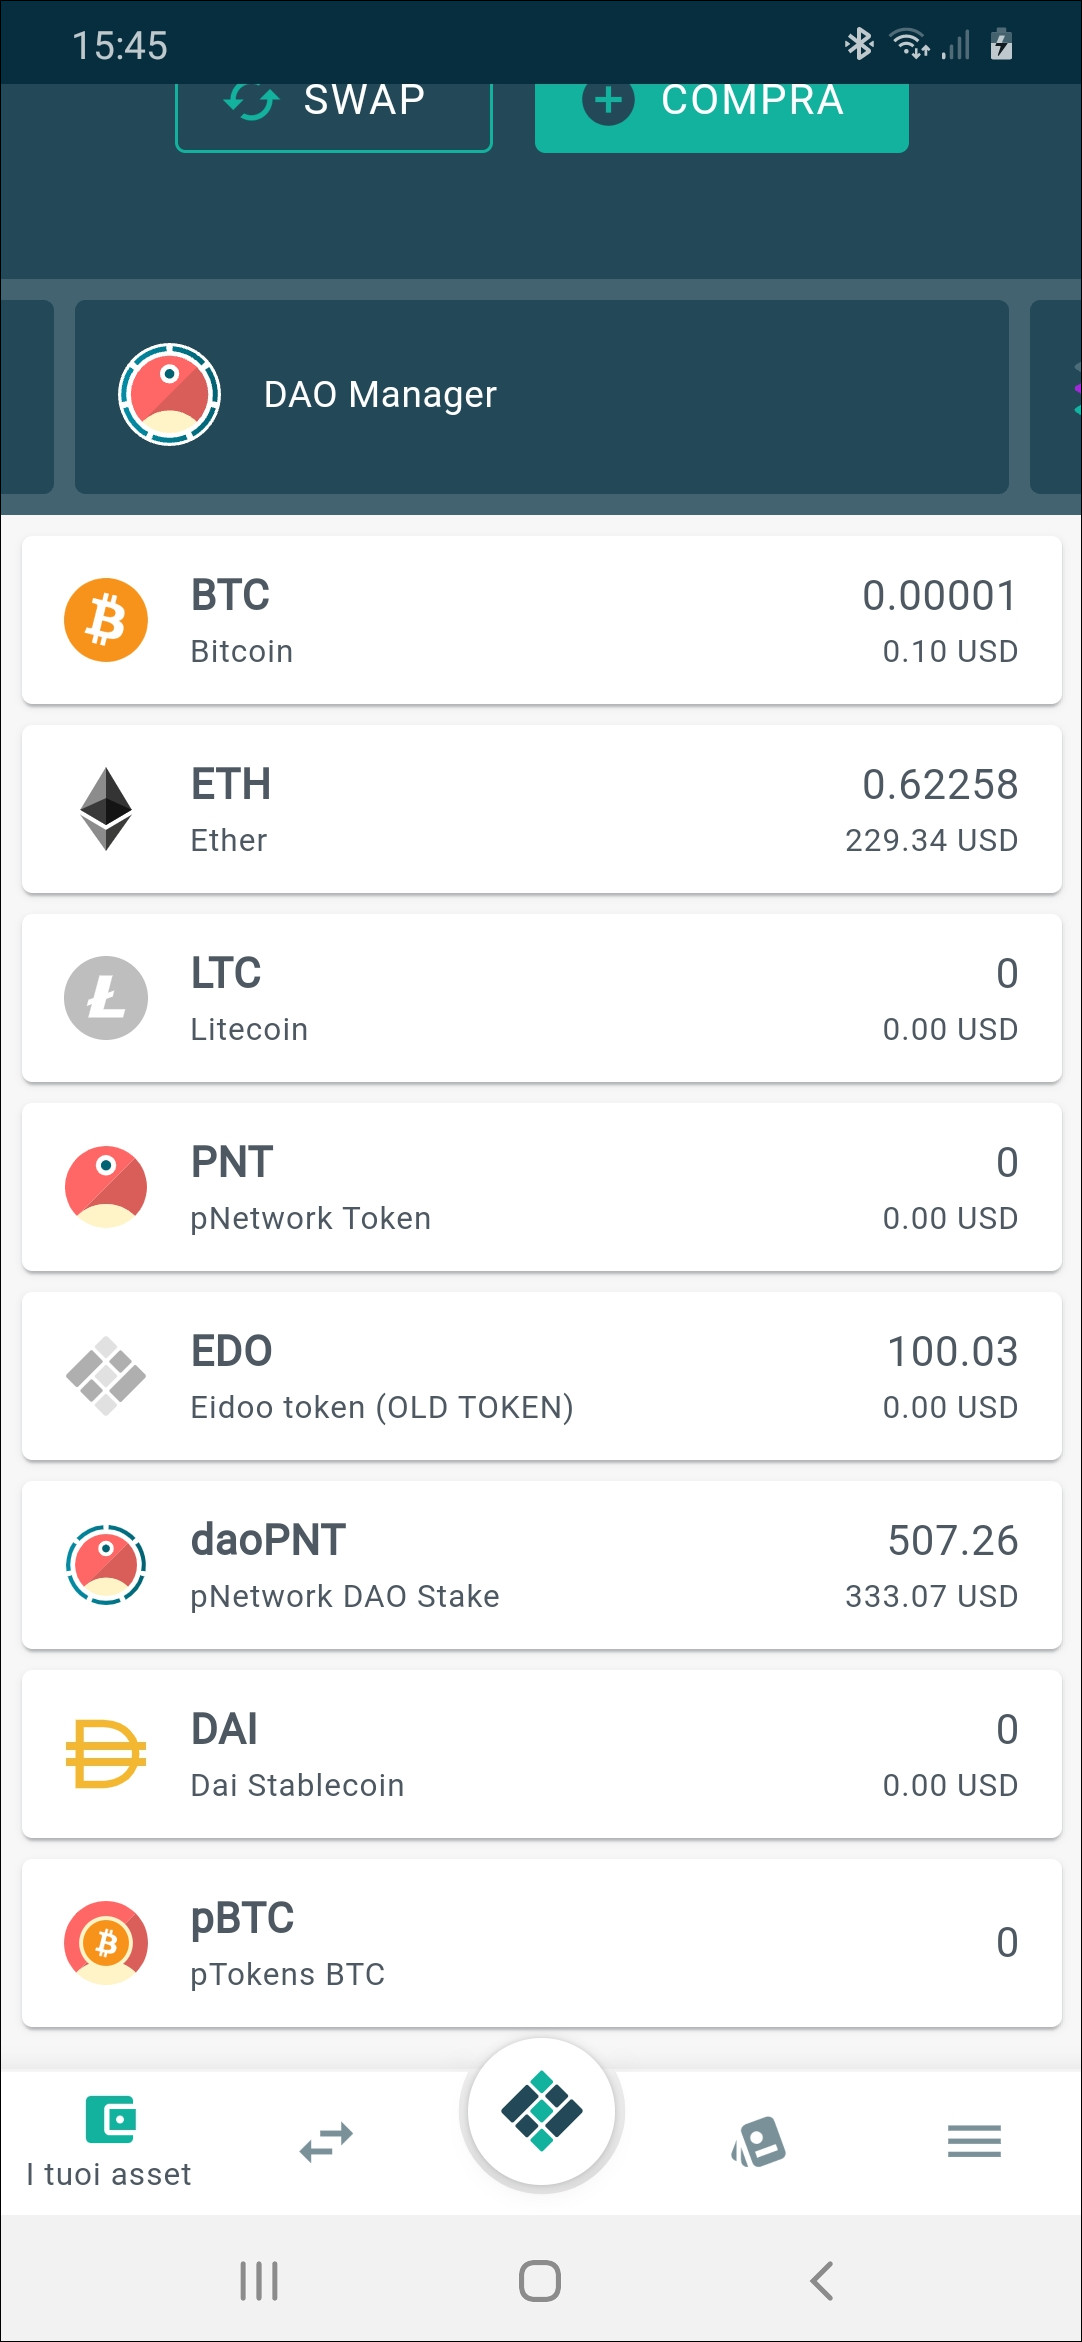 15:45
SWAP
COMPRA
DAO Manager
BTC
0.00001
Bitcoin
0.10 USD
ETH
0.62258
Ether
229.34 USD
LTC
0
Litecoin
0.00 USD
PNT
0
pNetwork Token
0.00 USD
EDO
100.03
Eidoo token (OLD TOKEN)
0.00 USD
daoPNT
507.26
pNetwork DAO Stake
333.07 USD
DAI
0
Dai Stablecoin
0.00 USD
pBTC
0
pTokens BTC
I tuoi asset